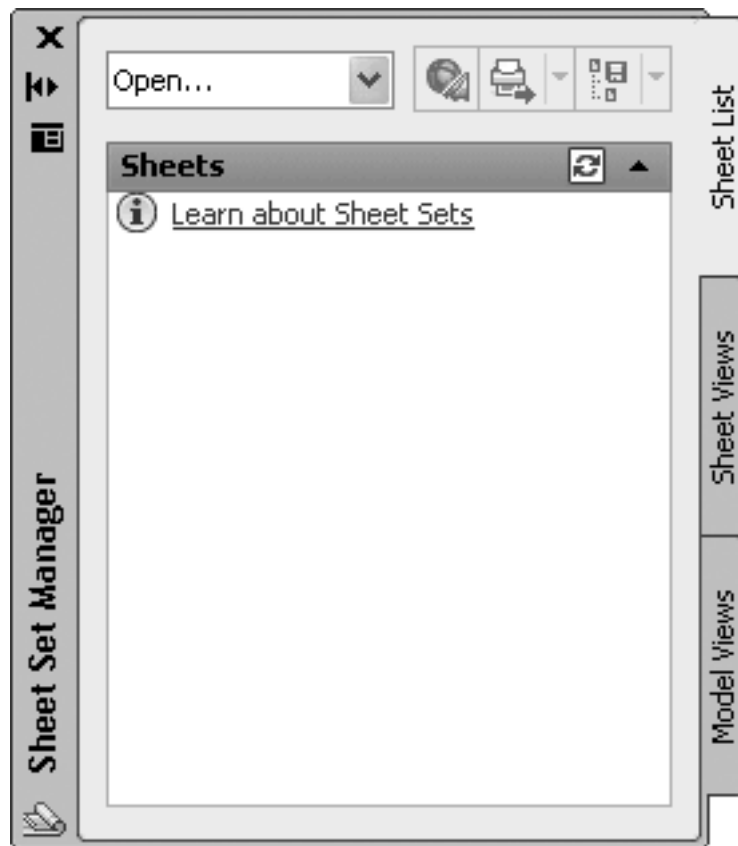 Open...
Sheets
Learn about Sheet Sets
Sheet List
Sheet Views
Model Views
Sheet Set Manager